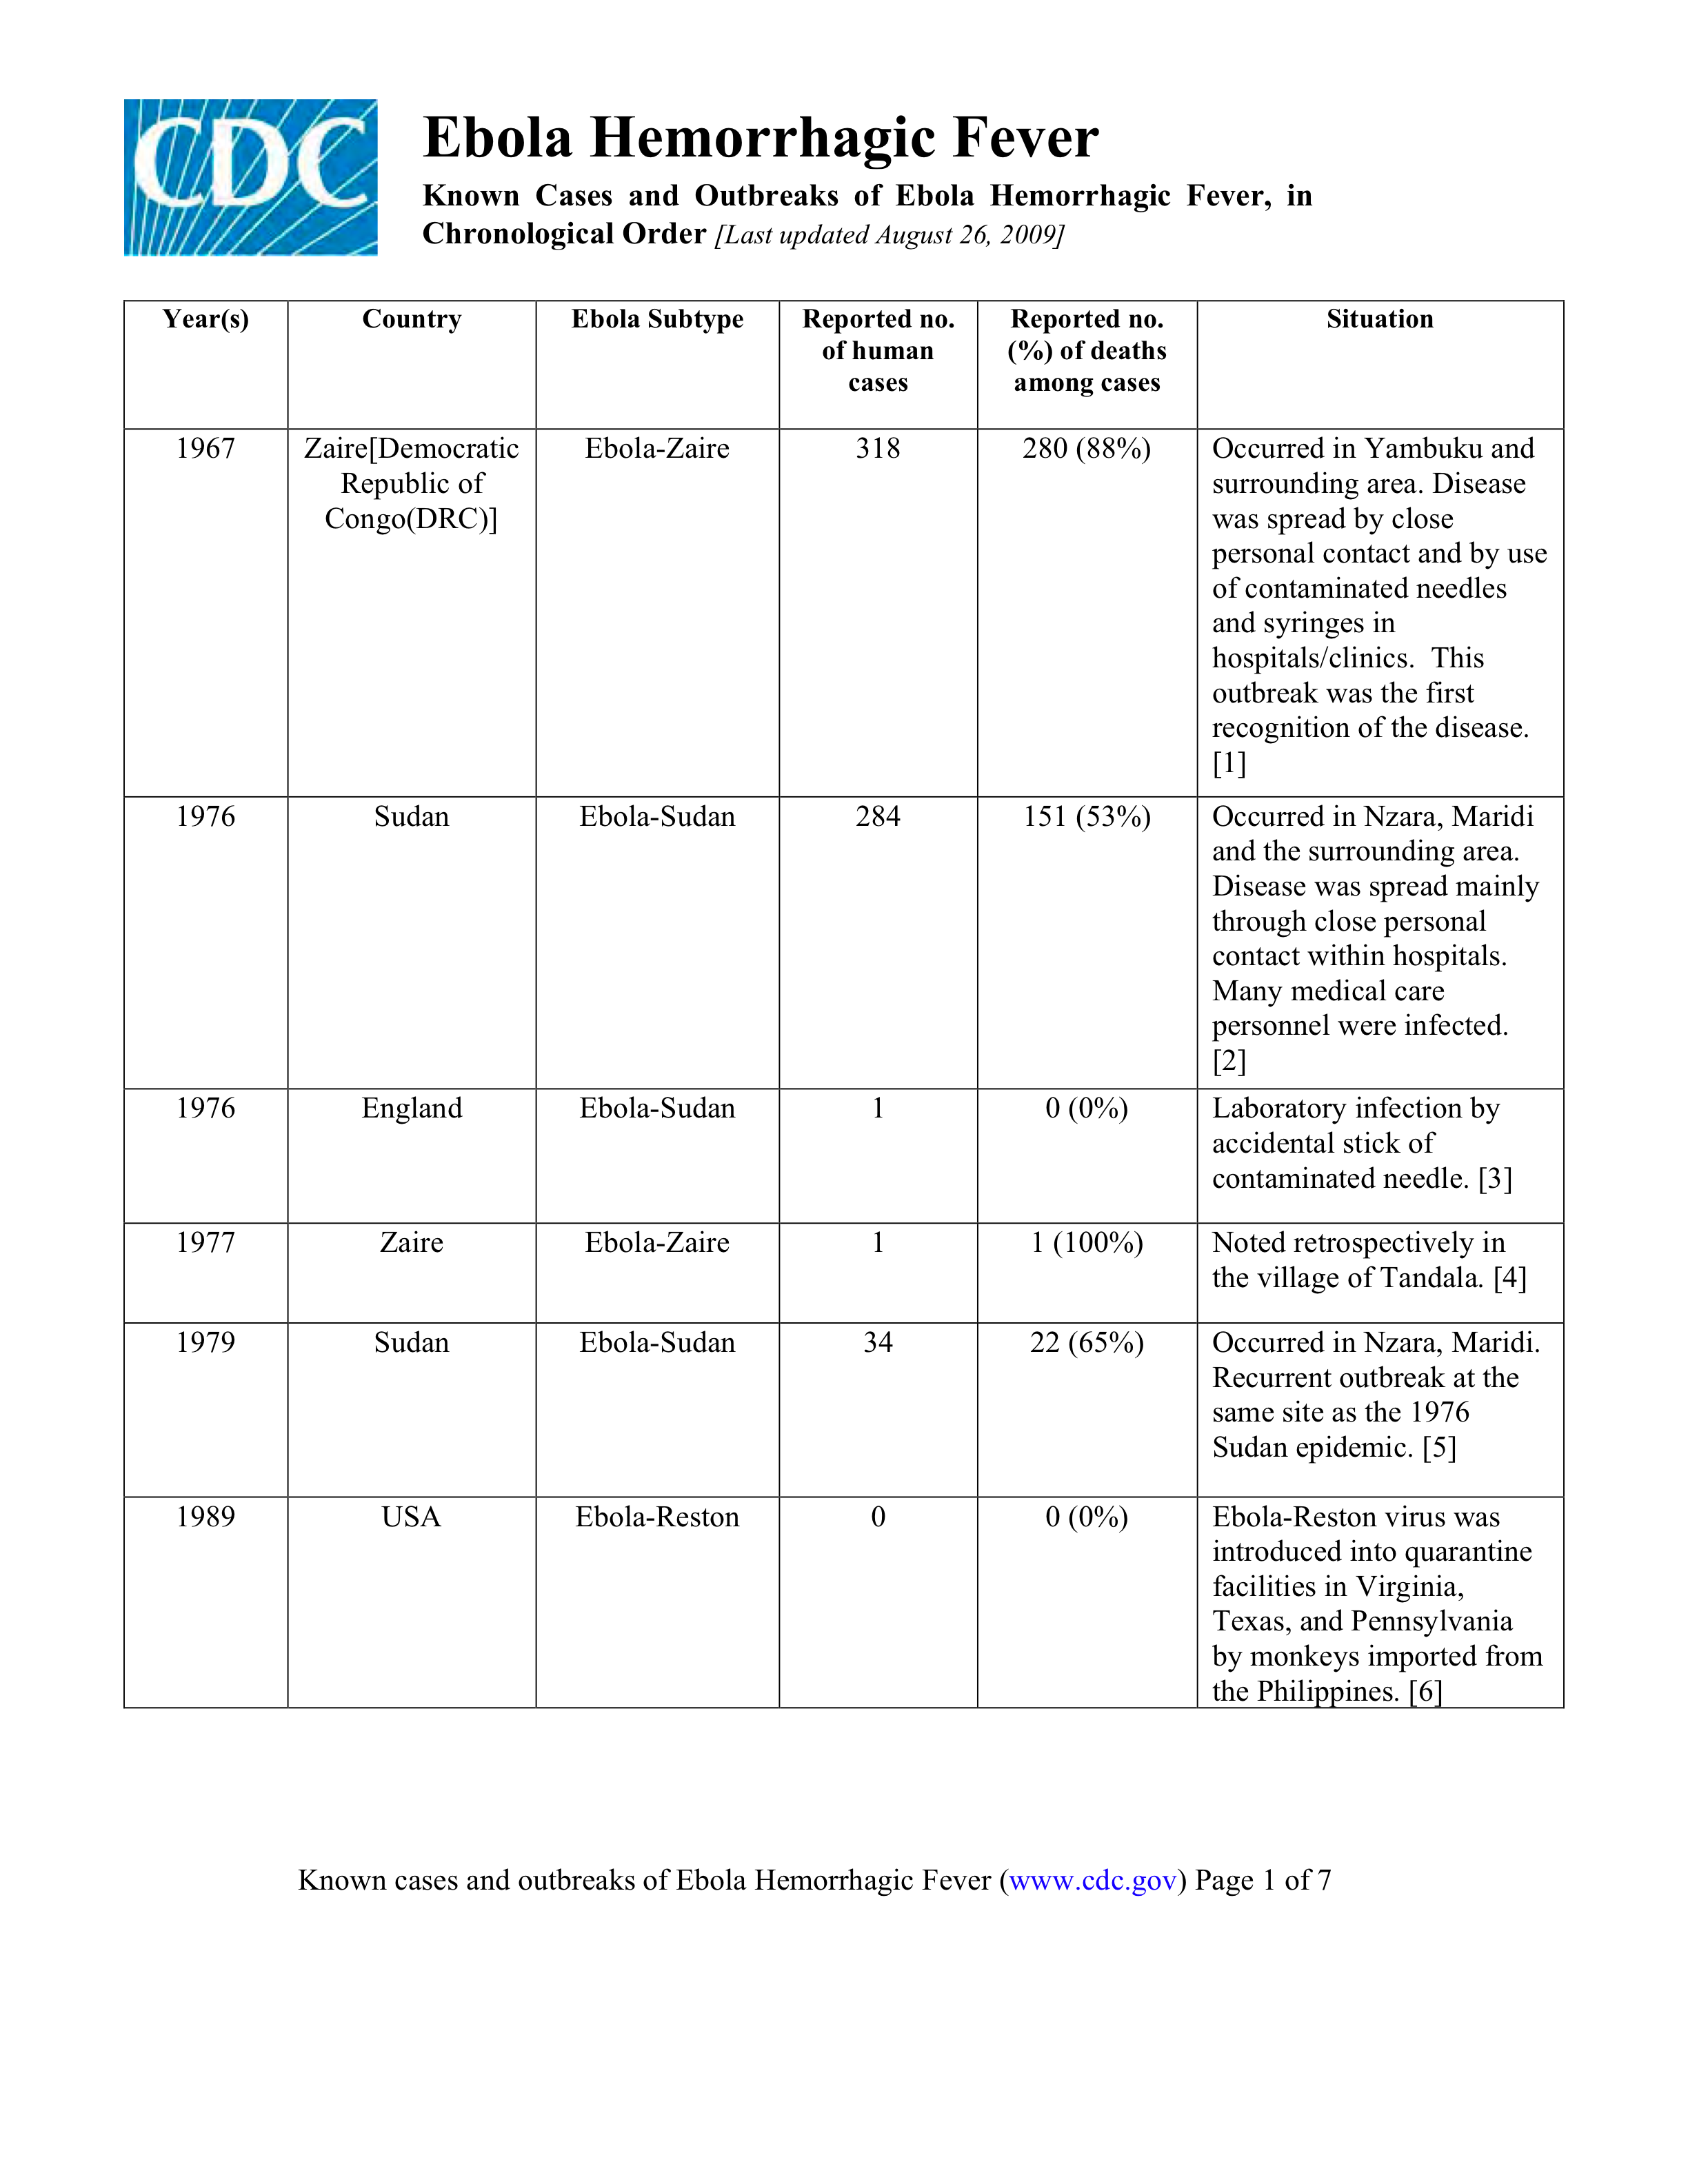 CDC
Ebola Hemorrhagic Fever
Known Cases and Outbreaks of Ebola Hemorrhagic Fever, in
Chronological Order [Last updated August 26, 2009]
Year(s)
Country
Ebola Subtype
Reported no.
of human
cases
Reported no.
(%) of deaths
among cases
Situation
1967
Zaire[Democratic
Republic of
Congo(DRC)]
Ebola-Zaire
318
280 (88%)
Occurred in Yambuku and
surrounding area. Disease
was spread by close
personal contact and by use
of contaminated needles
and syringes in
hospitals/clinics.  This
outbreak was the first
recognition of the disease.
[1]
1976
Sudan
Ebola-Sudan
284
151 (53%)
Occurred in Nzara, Maridi
and the surrounding area.
Disease was spread mainly
through close personal
contact within hospitals.
Many medical care
personnel were infected.
[2]
1976
England
Ebola-Sudan
1
0 (0%)
Laboratory infection by
accidental stick of
contaminated needle. [3]
1977
Zaire
Ebola-Zaire
1
1 (100%)
Noted retrospectively in
the village of Tandala. [4]
1979
Sudan
Ebola-Sudan
34
22 (65%)
Occurred in Nzara, Maridi.
Recurrent outbreak at the
same site as the 1976
Sudan epidemic. [5]
1989
USA
Ebola-Reston
0
0 (0%)
Ebola-Reston virus was
introduced into quarantine
facilities in Virginia,
Texas, and Pennsylvania
by monkeys imported from
the Philippines. [6]
Known cases and outbreaks of Ebola Hemorrhagic Fever (www.cdc.gov) Page 1 of 7